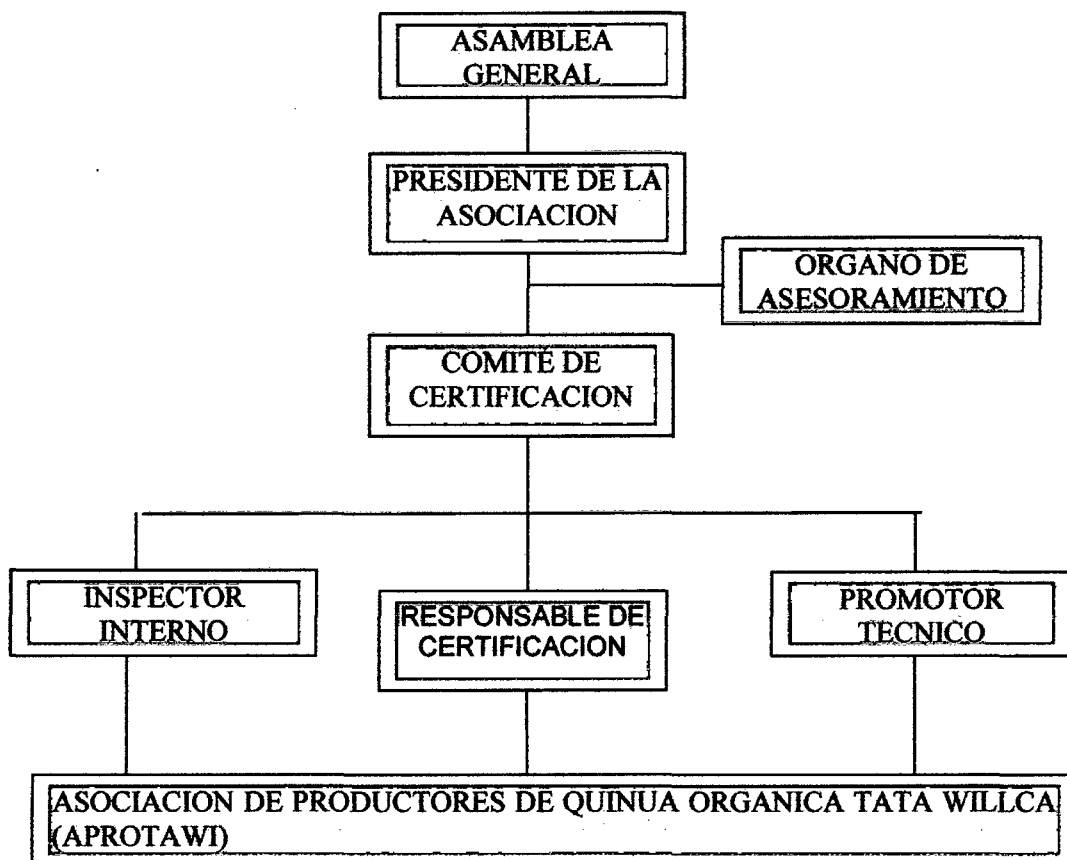 ASAMBLEA
GENERAL
PRESIDENTE DE LA
ASOCIACION
ORGANO DE
ASESORAMIENTO
COMITÉ DE
CERTIFICACION
INSPECTOR
INTERNO
RESPONSABLE DE
CERTIFICACION
PROMOTOR
TECNICO
ASOCIACION DE PRODUCTORES DE QUINUA ORGANICA TATA WILLCA
(APROTAWI)